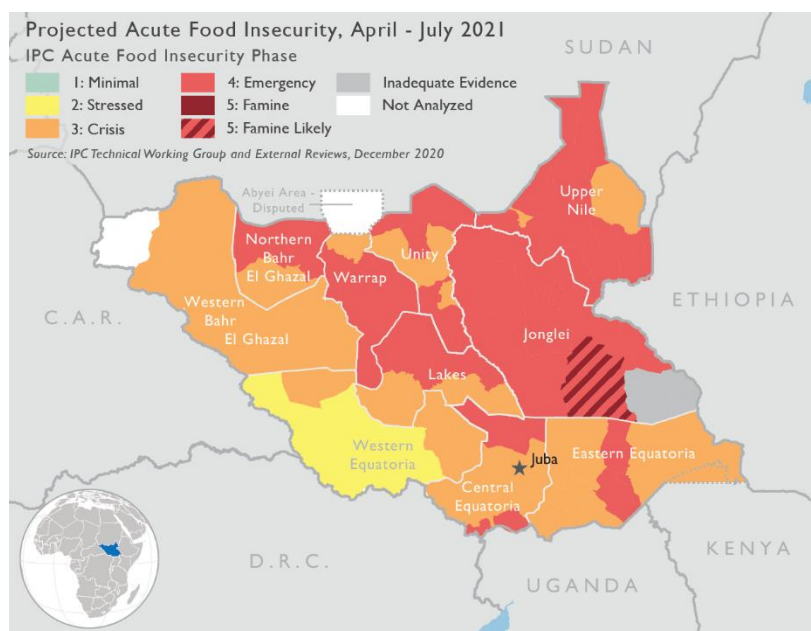 Projected Acute Food Insecurity, April - July 2021
IPC Acute Food Insecurity Phase
1: Minimal
2: Stressed
3: Crisis
4: Emergency
5: Famine
5: Famine Likely
Inadequate Evidence
Not Analyzed
Source: IPC Technical Working Group and External Reviews, December 2020
SUDAN
Abyei Area -
Disputed
Upper
Nile
Northern
Bahr
El Ghazal
Unity
Warrap
ETHIOPIA
Western
Bahr
El Ghazal
C.A.R.
Jonglei
Lakes
Western
Equatoria
Juba
Eastern Equatoria
Central
Equatoria
KENYA
D.R.C.
UGANDA